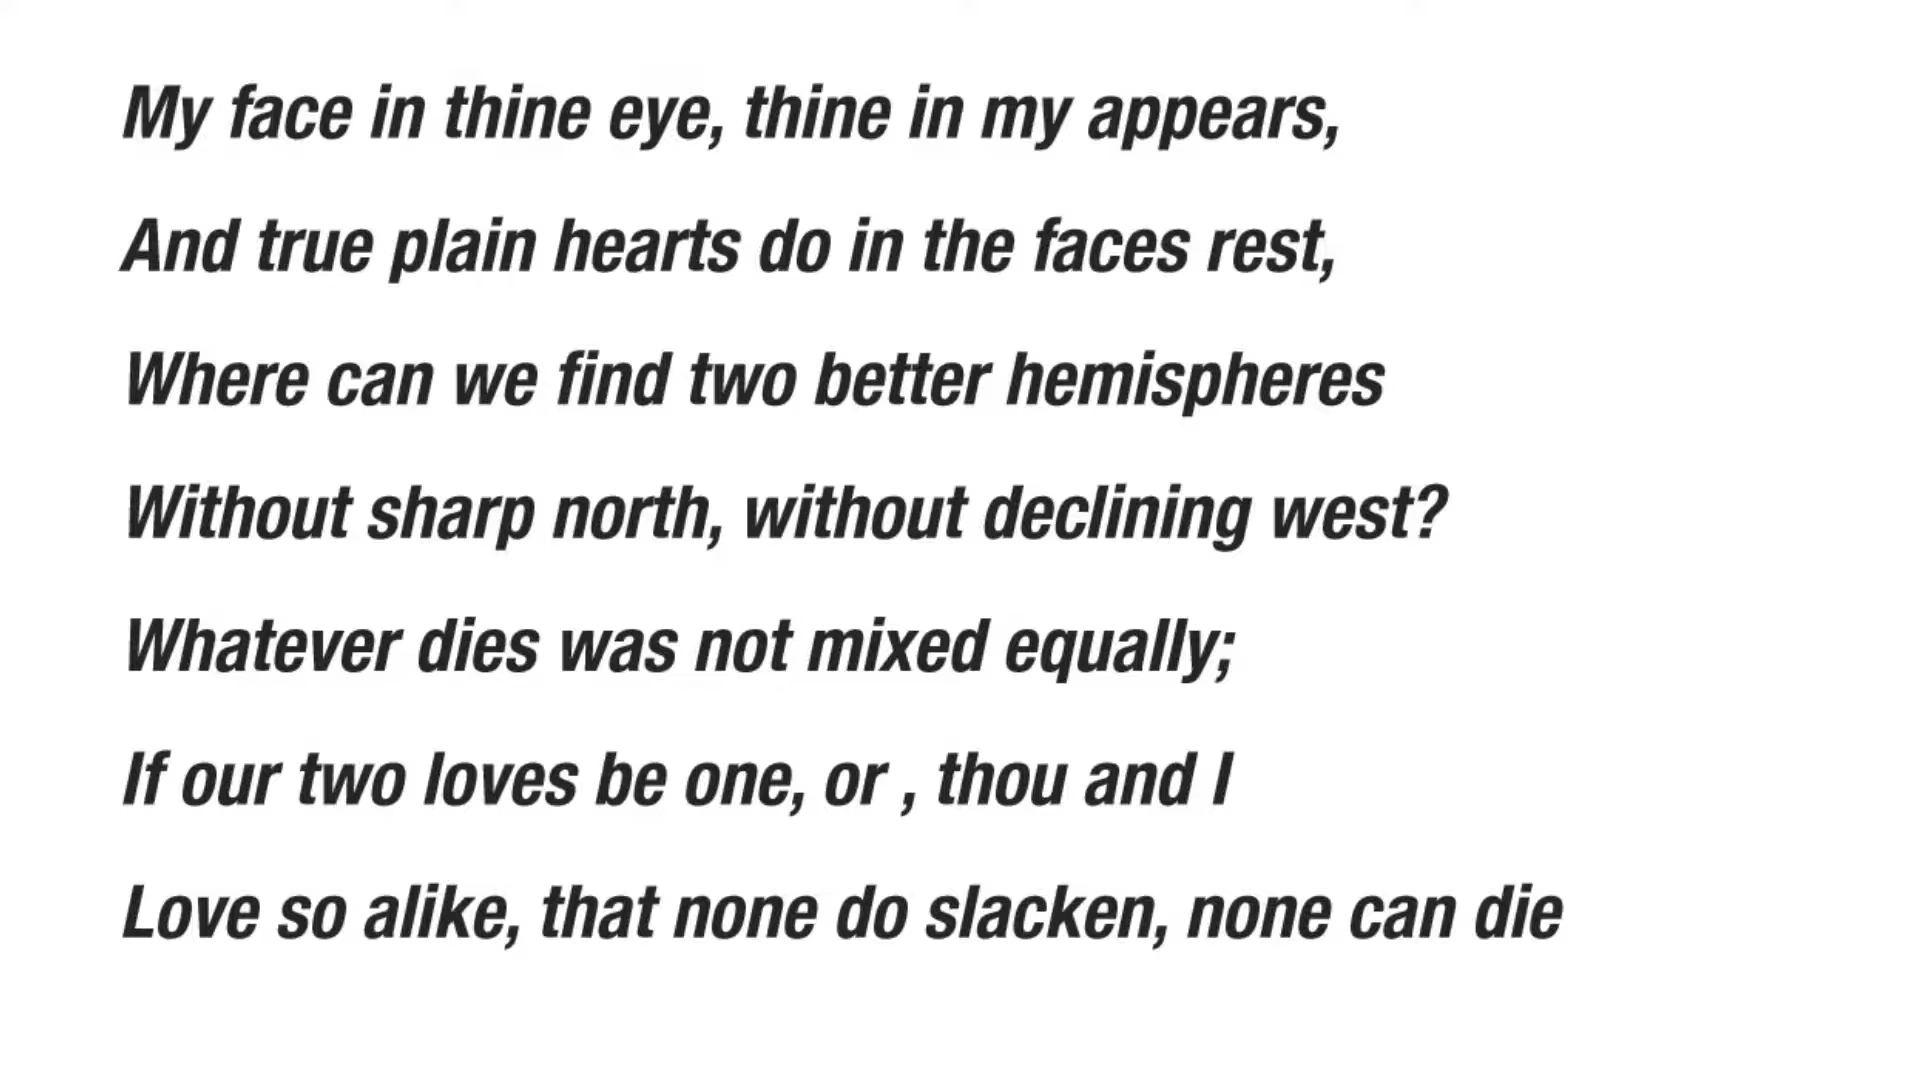 My face in thine eye, thine in my appears,
And true plain hearts do in the faces rest,
Where can we find two better hemispheres
Without sharp north, without declining west?
Whatever dies was not mixed equally;
If our two loves be one, or , thou and I
Love so alike, that none do slacken, none can die